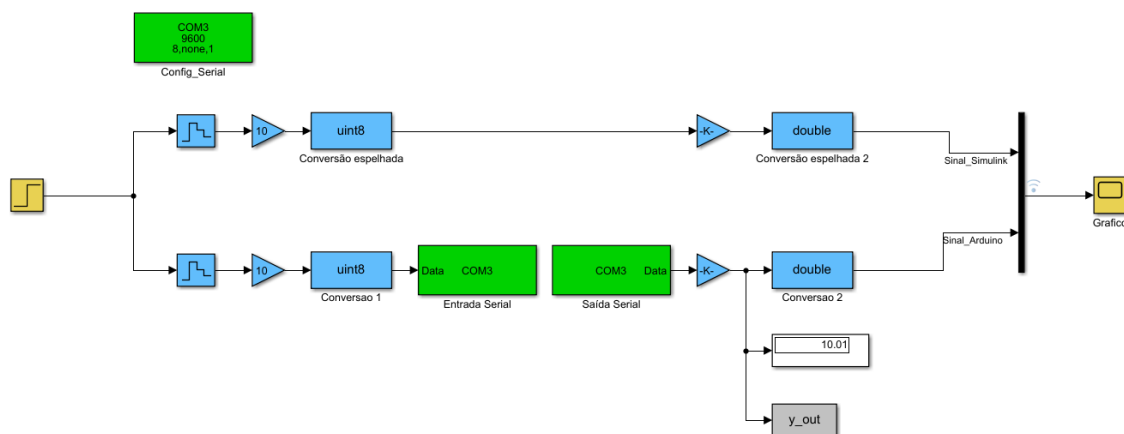 COM3
9600
8,none,1
Config_Serial
10
uint8
Conversão espelhada
-K-
double
Conversão espelhada 2
Sinal_Simulink
Grafico
10
uint8
Conversao 1
Data
COM3
Entrada Serial
COM3
Data
Saída Serial
-K-
double
Conversao 2
Sinal_Arduino
10.01
y_out